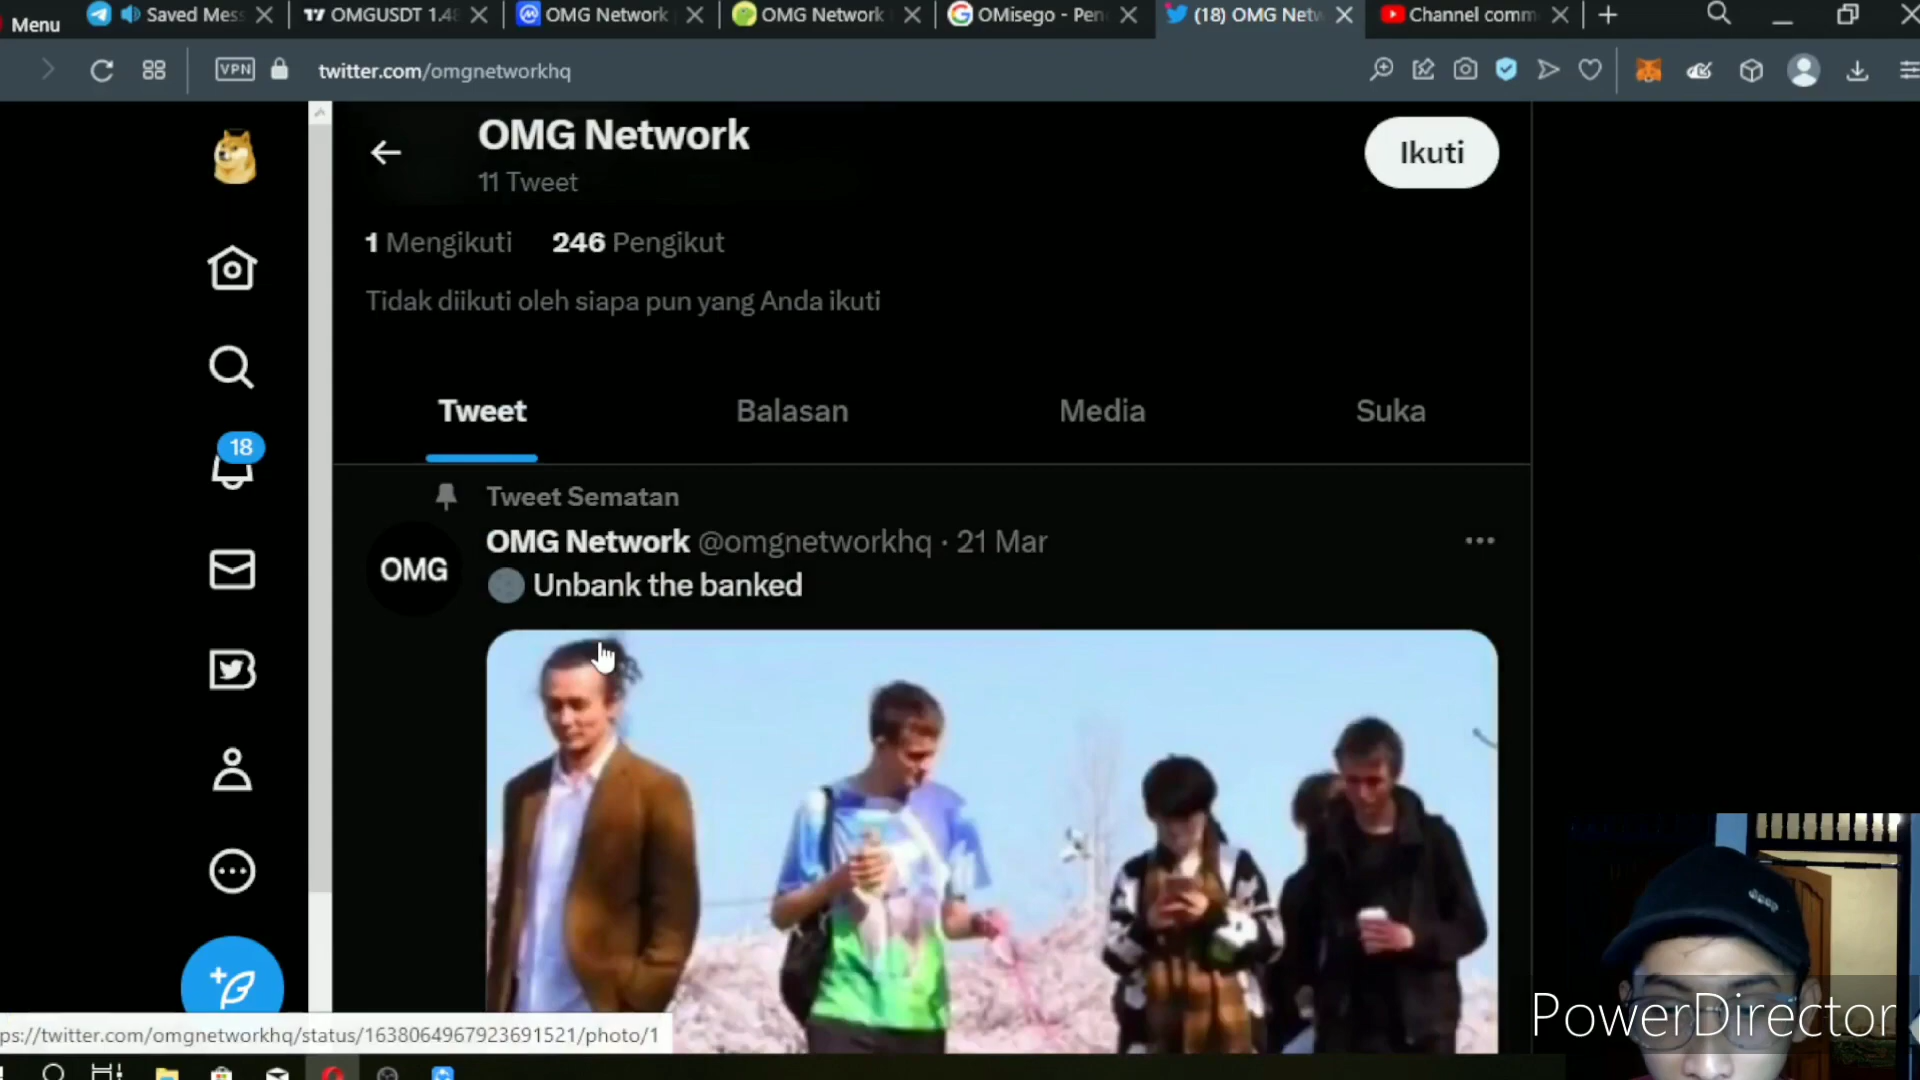 Menu
Saved Mes
OMGUSDT 1.48
OMG Network
OMG Network
OMisego - Pen
(18) OMG Netw
Channel comm
VPN
twitter.com/omgnetworkhq
OMG Network
11 Tweet
Ikuti
1 Mengikuti 246 Pengikut
Tidak diikuti oleh siapa pun yang Anda ikuti
Tweet Balasan Media Suka
18
Tweet Sematan
OMG Network @omgnetworkhq · 21 Mar
OMG
Unbank the banked
ps://twitter.com/omgnetworkhq/status/1638064967923691521/photo/1
PowerDirector